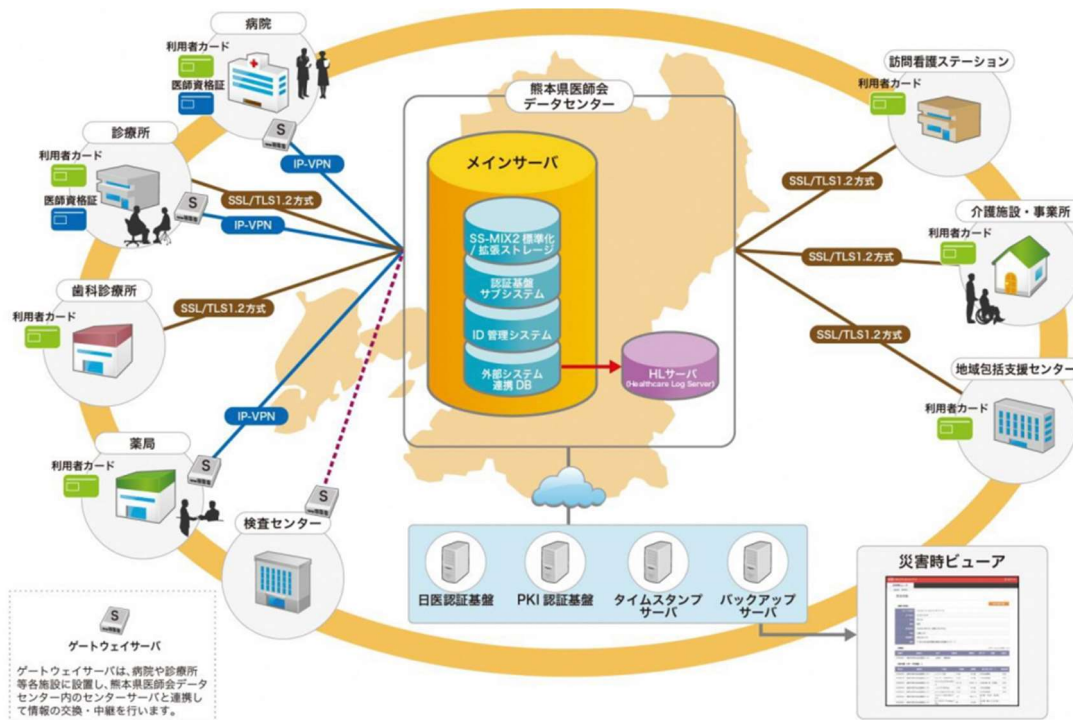 病院
利用者カード
医師資格証
S
IP-VPN
診療所
利用者カード
医師資格証
S
SSL/TLS1.2方式
IP-VPN
歯科診療所
利用者カード
SSL/TLS1.2方式
薬局
利用者カード
S
IP-VPN
検査センター
S
熊本県医師会
データセンター
メインサーバ
SS-MIX2 標準化
/ 拡張ストレージ
認証基盤
サブシステム
ID 管理システム
外部システム
連携 DB
HLサーバ
(Healthcare Log Server)
訪問看護ステーション
利用者カード
SSL/TLS1.2方式
介護施設・事業所
利用者カード
SSL/TLS1.2方式
地域包括支援センター
利用者カード
SSL/TLS1.2方式
日医認証基盤
PKI 認証基盤
タイムスタンプ
サーバ
バックアップ
サーバ
災害時ビューア
S
ゲートウェイサーバ
ゲートウェイサーバは、病院や診療所
等各施設に設置し、熊本県医師会データ
センター内のセンターサーバと連携し
て情報の交換・中継を行います。